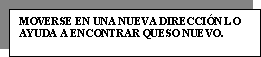 MOVERSE EN UNA NUEVA DIRECCIÓN LO
AYUDA A ENCONTRAR QUESO NUEVO.